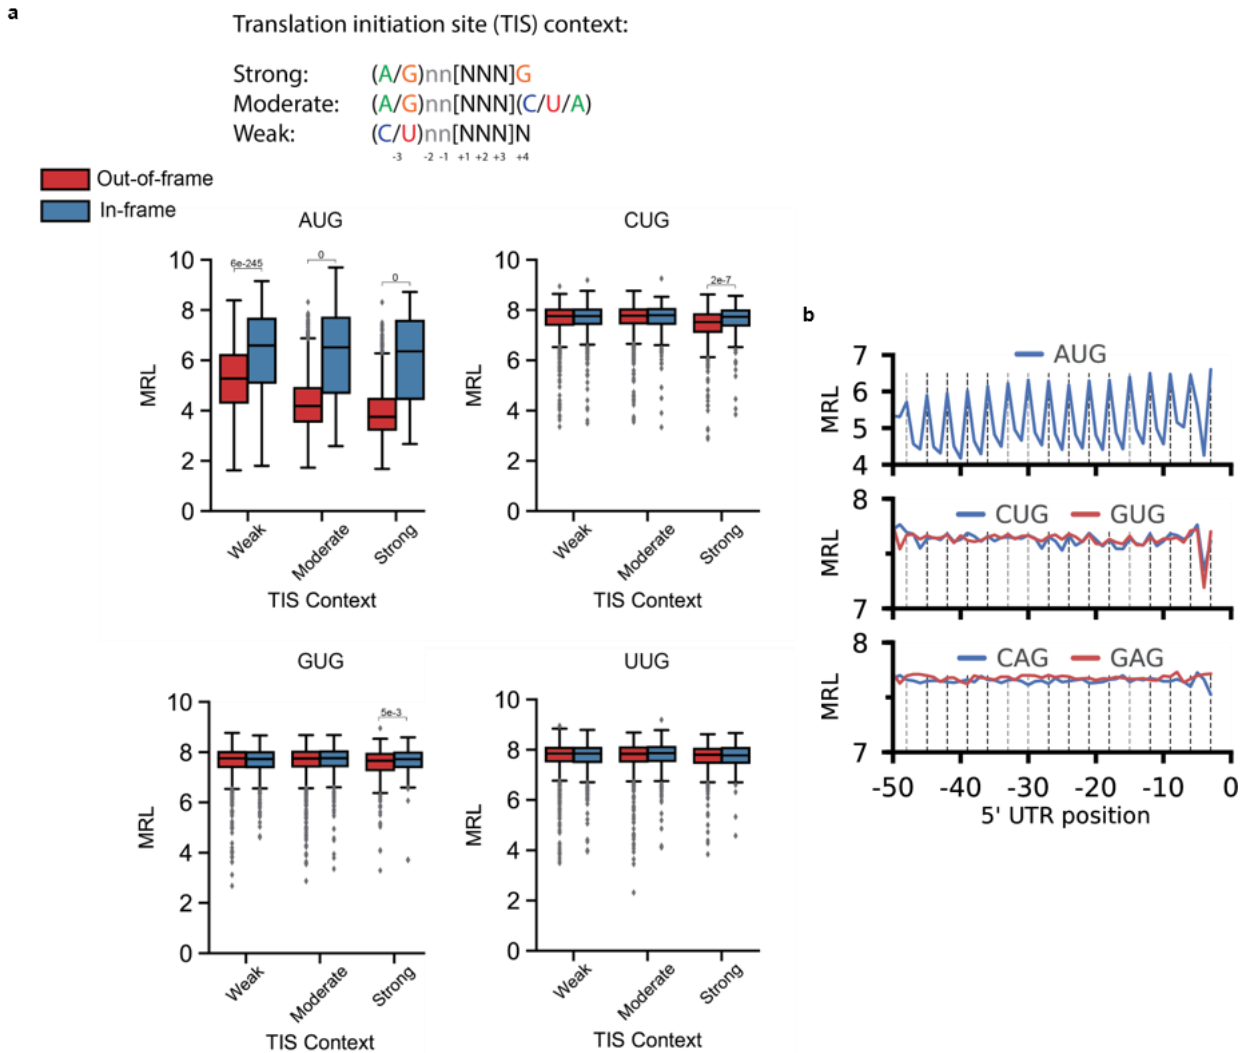 a
Translation initiation site (TIS) context:
Strong: (A/G)nn[NNN]G
Moderate: (A/G)nn[NNN](C/U/A)
Weak: (C/U)nn[NNN]N
-3 -2 -1 +1 +2 +3 +4
Out-of-frame
In-frame
AUG
10
8
6
4
2
0
MRL
6e-245
0
0
Weak
Moderate
Strong
TIS Context
CUG
10
8
6
4
2
0
MRL
2e-7
Weak
Moderate
Strong
TIS Context
GUG
10
8
6
4
2
0
MRL
5e-3
Weak
Moderate
Strong
TIS Context
UUG
10
8
6
4
2
0
MRL
Weak
Moderate
Strong
TIS Context
b
AUG
7
6
5
4
MRL
CUG GUG
8
7
MRL
CAG GAG
8
7
MRL
-50 -40 -30 -20 -10 0
5' UTR position